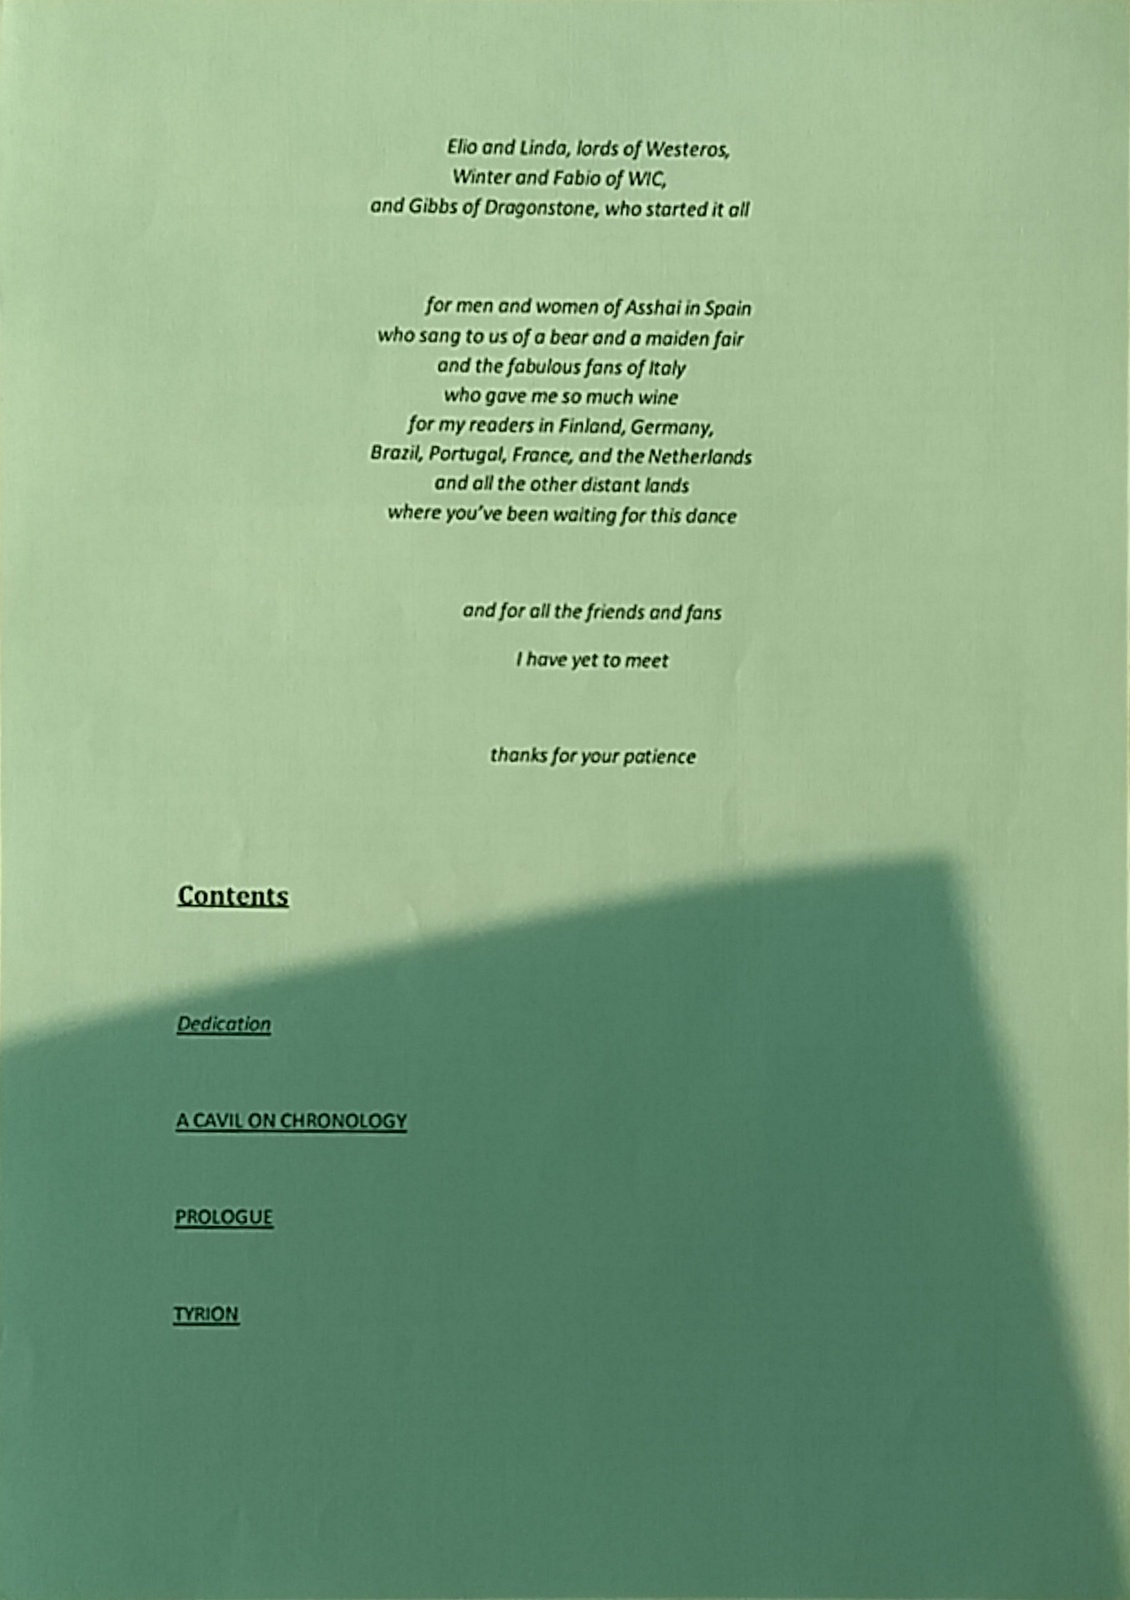 Elio and Linda, lords of Westeros,
Winter and Fabio of WIC,
and Gibbs of Dragonstone, who started it all
for men and women of Asshai in Spain
who sang to us of a bear and a maiden fair
and the fabulous fans of Italy
who gave me so much wine
for my readers in Finland, Germany,
Brazil, Portugal, France, and the Netherlands
and all the other distant lands
where you’ve been waiting for this dance
and for all the friends and fans
I have yet to meet
thanks for your patience
Contents
Dedication
A CAVIL ON CHRONOLOGY
PROLOGUE
TYRION